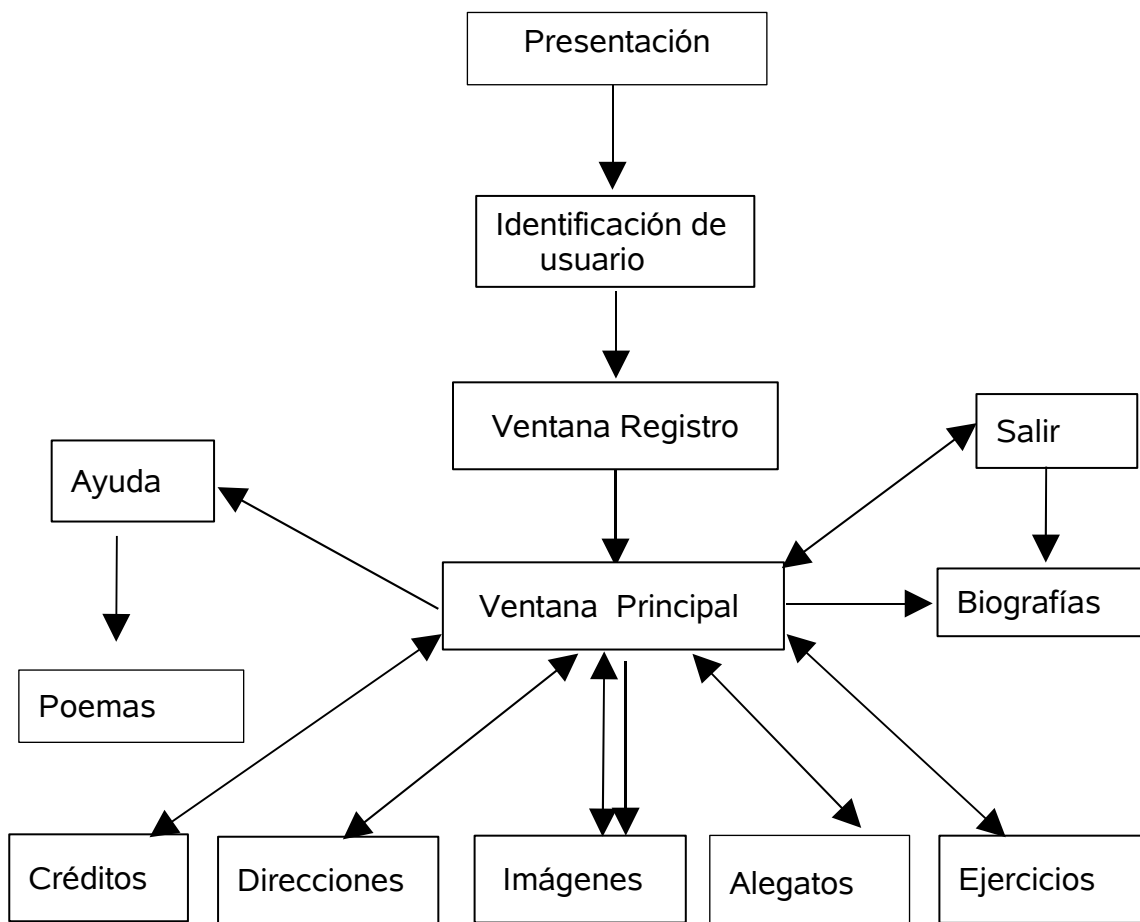 Presentación
Identificación de
usuario
Ventana Registro
Salir
Ayuda
Ventana Principal
Biografías
Poemas
Créditos
Direcciones
Imágenes
Alegatos
Ejercicios